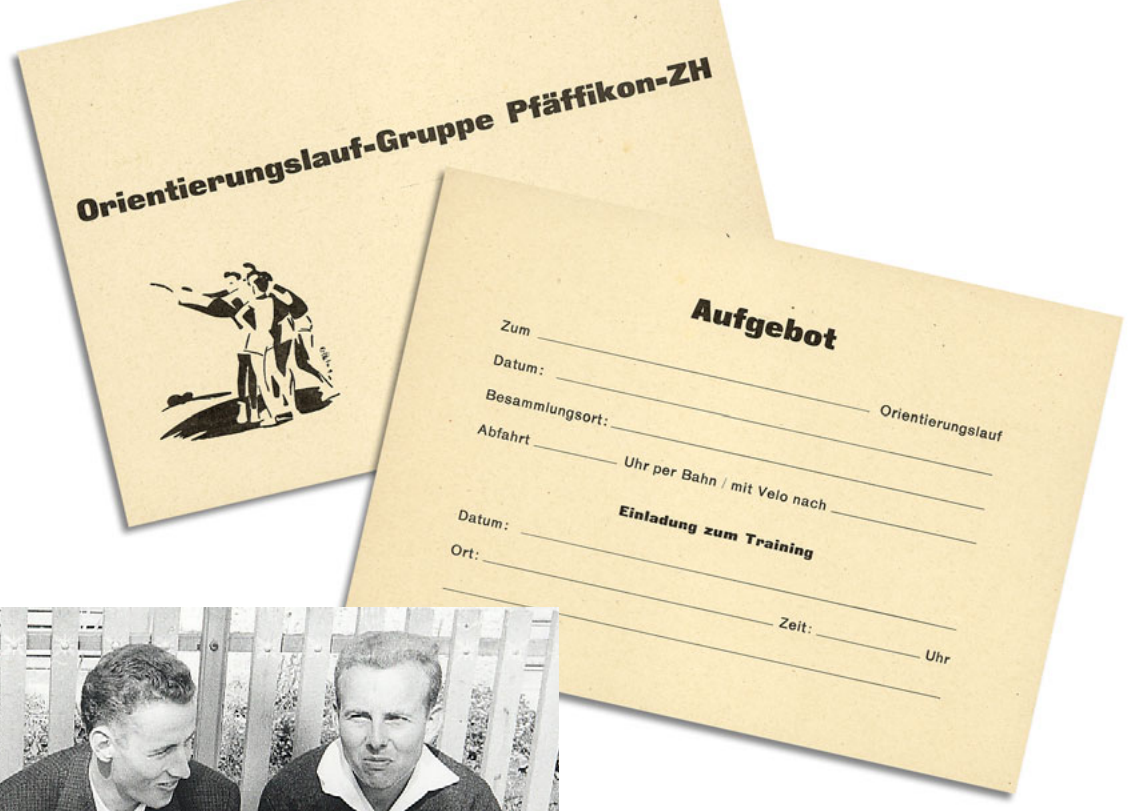 Orientierungslauf-Gruppe Pfäffikon-ZH
Aufgebot
Zum Orientierungslauf
Datum:
Besammlungsort:
Abfahrt Uhr per Bahn / mit Velo nach
Einladung zum Training
Datum:
Ort:
Zeit: Uhr